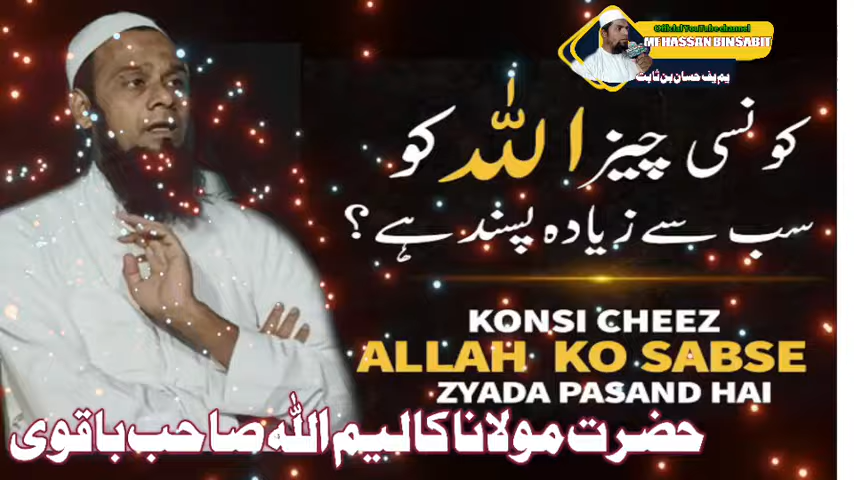 Official YouTube channel
MF HASSAN BIN SABIT
یم یف حسان بن ثابت
کونسی چیز اللہ کو
سب سے زیادہ پسند ہے؟
KONSI CHEEZ
ALLAH KO SABSE
ZYADA PASAND HAI
حضرت مولانا کالیم اللہ صاحب باقوی